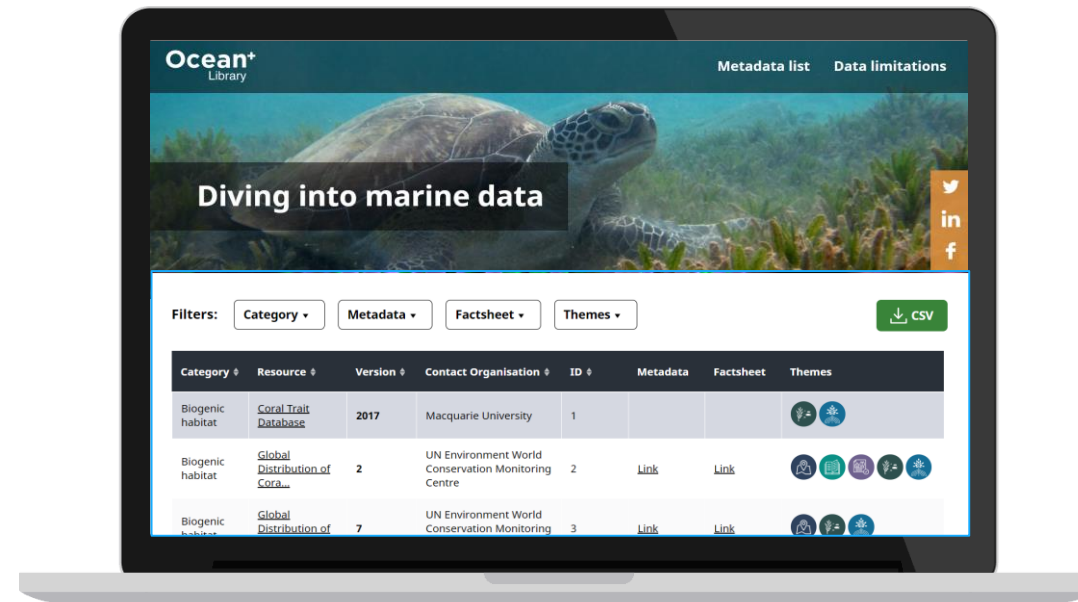 Ocean+
Library
Metadata list Data limitations
Diving into marine data
in
f
Filters: Category Metadata Factsheet Themes CSV
Category Resource Version Contact Organisation ID Metadata Factsheet Themes
Biogenic habitat Coral Trait Database 2017 Macquarie University 1
Biogenic habitat Global Distribution of Cora... 2 UN Environment World Conservation Monitoring Centre 2 Link Link
Biogenic habitat Global Distribution of 7 UN Environment World Conservation Monitoring 3 Link Link